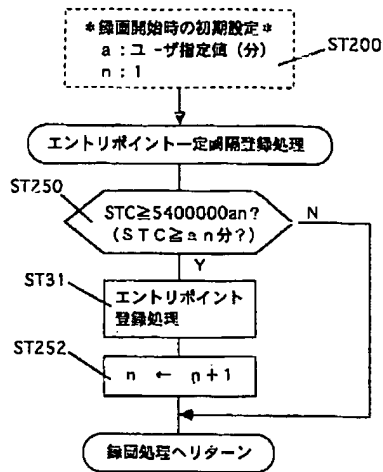 ＊録画開始時の初期設定＊
a：ユーザ指定値（分）
n：1
ST200
エントリポイント一定間隔登録処理
ST250
STC≧5400000an?
（STC≧an分?）
N
Y
ST31
エントリポイント
登録処理
ST252
n ← n+1
録画処理へリターン